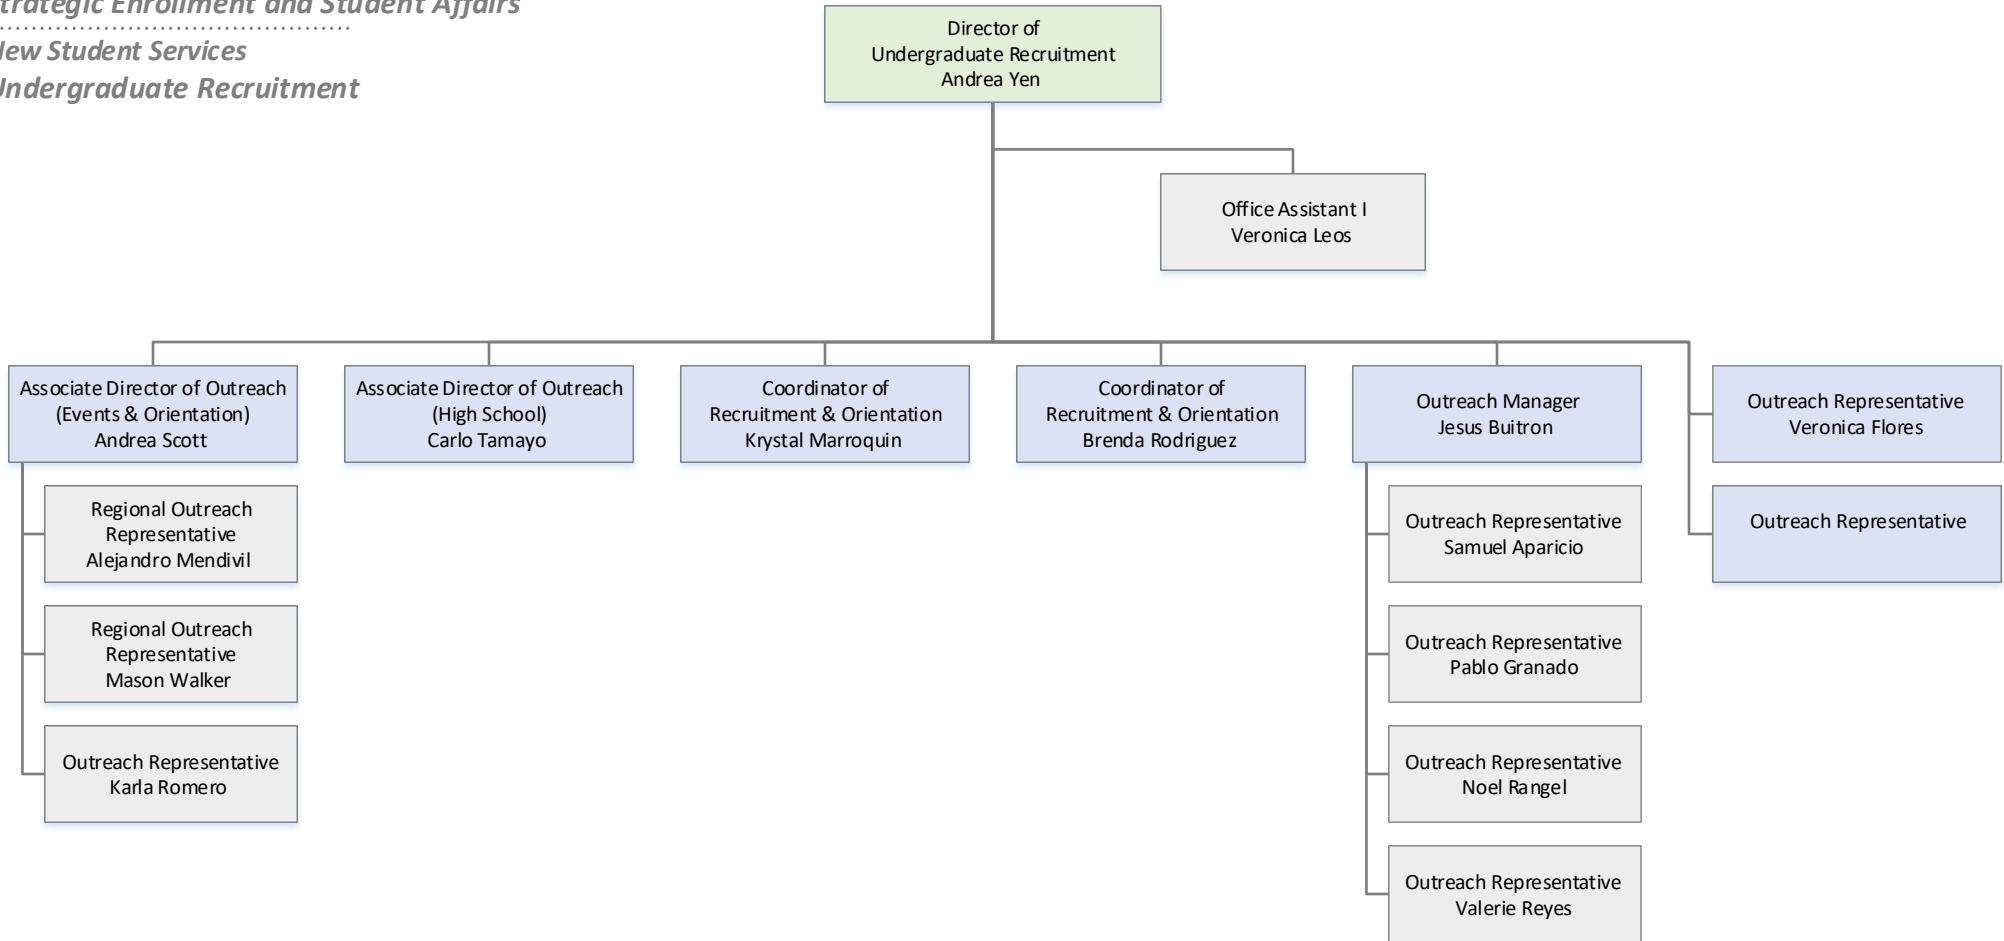 trategic Enrollment and Student Affairs
New Student Services
Undergraduate Recruitment
Director of
Undergraduate Recruitment
Andrea Yen
Office Assistant I
Veronica Leos
Associate Director of Outreach
(Events & Orientation)
Andrea Scott
Associate Director of Outreach
(High School)
Carlo Tamayo
Coordinator of
Recruitment & Orientation
Krystal Marroquin
Coordinator of
Recruitment & Orientation
Brenda Rodriguez
Outreach Manager
Jesus Buitron
Outreach Representative
Veronica Flores
Regional Outreach
Representative
Alejandro Mendivil
Outreach Representative
Samuel Aparicio
Outreach Representative
Regional Outreach
Representative
Mason Walker
Outreach Representative
Pablo Granado
Outreach Representative
Karla Romero
Outreach Representative
Noel Rangel
Outreach Representative
Valerie Reyes